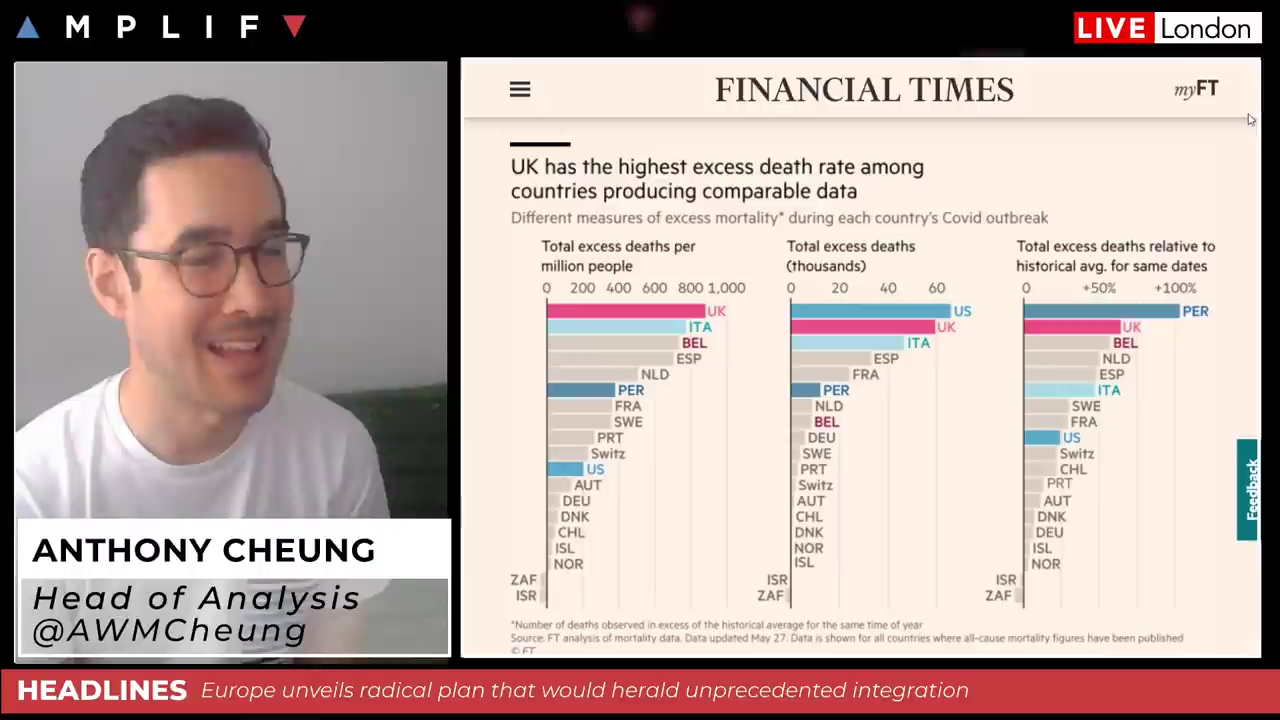 ▲ M P L I F ▼
LIVE London
FINANCIAL TIMES
myFT
UK has the highest excess death rate among
countries producing comparable data
Different measures of excess mortality* during each country's Covid outbreak
Total excess deaths per
million people
0 200 400 600 800 1,000
UK
ITA
BEL
ESP
NLD
PER
FRA
SWE
PRT
Switz
US
AUT
DEU
DNK
CHL
ISL
NOR
ZAF
ISR
Total excess deaths
(thousands)
0 20 40 60
US
UK
ITA
ESP
FRA
PER
NLD
BEL
DEU
SWE
PRT
Switz
AUT
CHL
DNK
NOR
ISL
ISR
ZAF
Total excess deaths relative to
historical avg. for same dates
0 +50% +100%
PER
UK
BEL
NLD
ESP
ITA
SWE
FRA
US
Switz
CHL
PRT
AUT
DNK
DEU
ISL
NOR
ISR
ZAF
*Number of deaths observed in excess of the historical average for the same time of year
Source: FT analysis of mortality data. Data updated May 27. Data is shown for all countries where all-cause mortality figures have been published
© FT
Feedback
ANTHONY CHEUNG
Head of Analysis
@AWMCheung
HEADLINES Europe unveils radical plan that would herald unprecedented integration